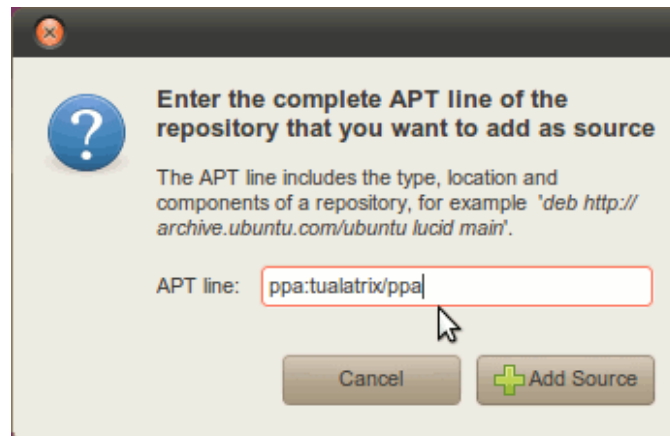 Enter the complete APT line of the
repository that you want to add as source
The APT line includes the type, location and
components of a repository, for example 'deb http://
archive.ubuntu.com/ubuntu lucid main'.
APT line: ppa:tualatrix/ppa
Cancel Add Source